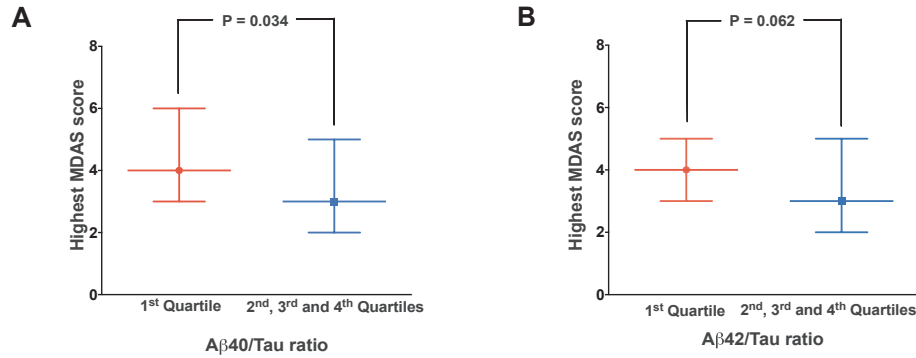 A
P = 0.034
Highest MDAS score
8
6
4
2
0
1st Quartile
2nd, 3rd and 4th Quartiles
Aβ40/Tau ratio
B
P = 0.062
Highest MDAS score
8
6
4
2
0
1st Quartile
2nd, 3rd and 4th Quartiles
Aβ42/Tau ratio